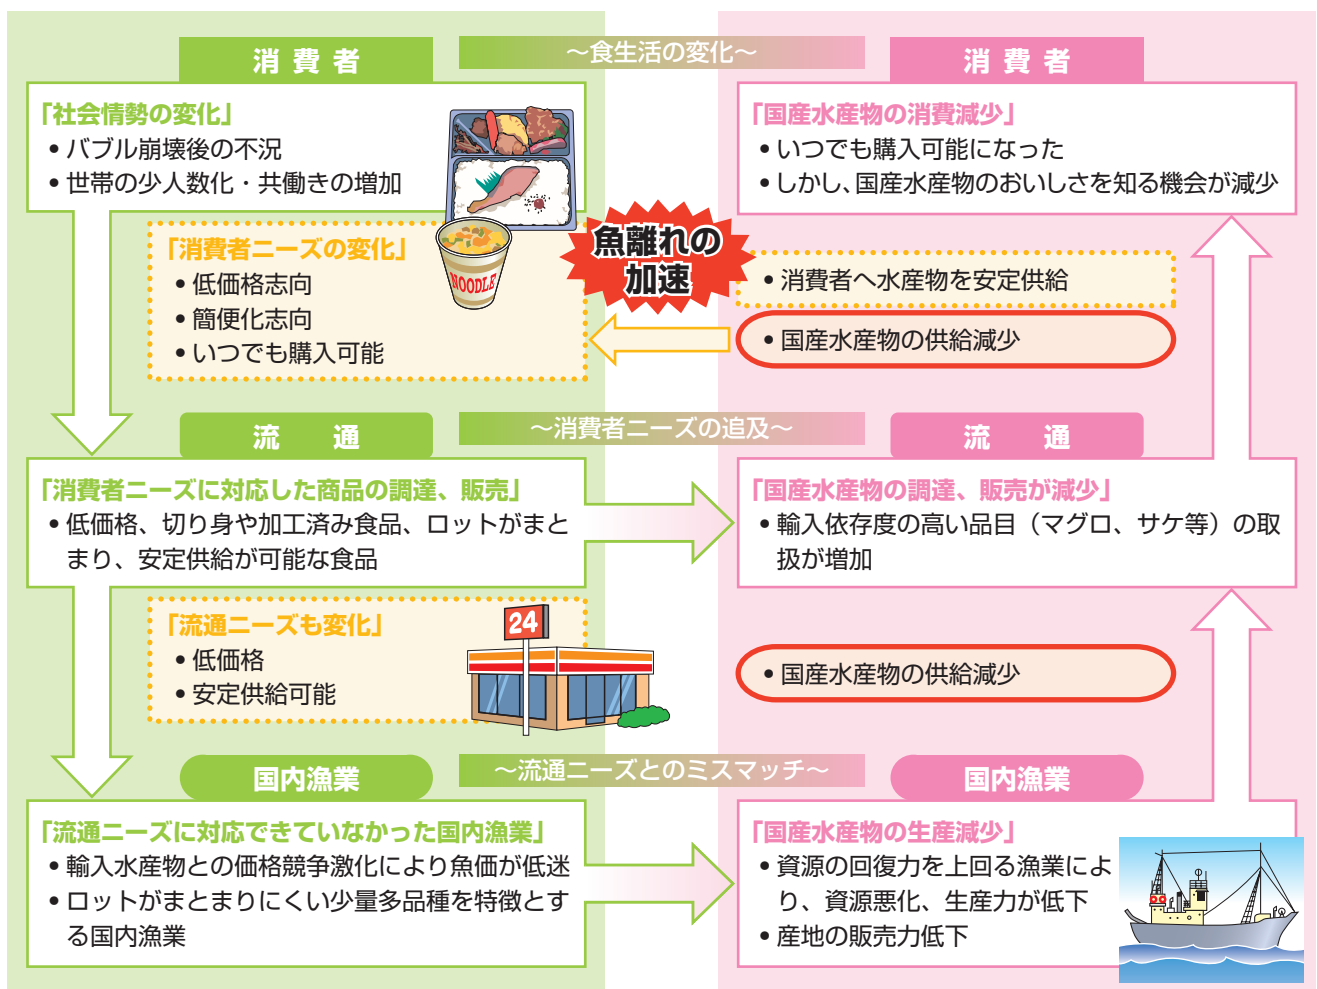 消費者
～食生活の変化～
消費者
「社会情勢の変化」
• バブル崩壊後の不況
• 世帯の少人数化・共働きの増加
「国産水産物の消費減少」
• いつでも購入可能になった
• しかし、国産水産物のおいしさを知る機会が減少
「消費者ニーズの変化」
• 低価格志向
• 簡便化志向
• いつでも購入可能
NOODLE
魚離れの
加速
• 消費者へ水産物を安定供給
• 国産水産物の供給減少
流通
～消費者ニーズの追及～
流通
「消費者ニーズに対応した商品の調達、販売」
• 低価格、切り身や加工済み食品、ロットがまと
まり、安定供給が可能な食品
「国産水産物の調達、販売が減少」
• 輸入依存度の高い品目（マグロ、サケ等）の取
扱が増加
「流通ニーズも変化」
• 低価格
• 安定供給可能
24
• 国産水産物の供給減少
国内漁業
～流通ニーズとのミスマッチ～
国内漁業
「流通ニーズに対応できていなかった国内漁業」
• 輸入水産物との価格競争激化により魚価が低迷
• ロットがまとまりにくい少量多品種を特徴とす
る国内漁業
「国産水産物の生産減少」
• 資源の回復力を上回る漁業によ
り、資源悪化、生産力が低下
• 産地の販売力低下